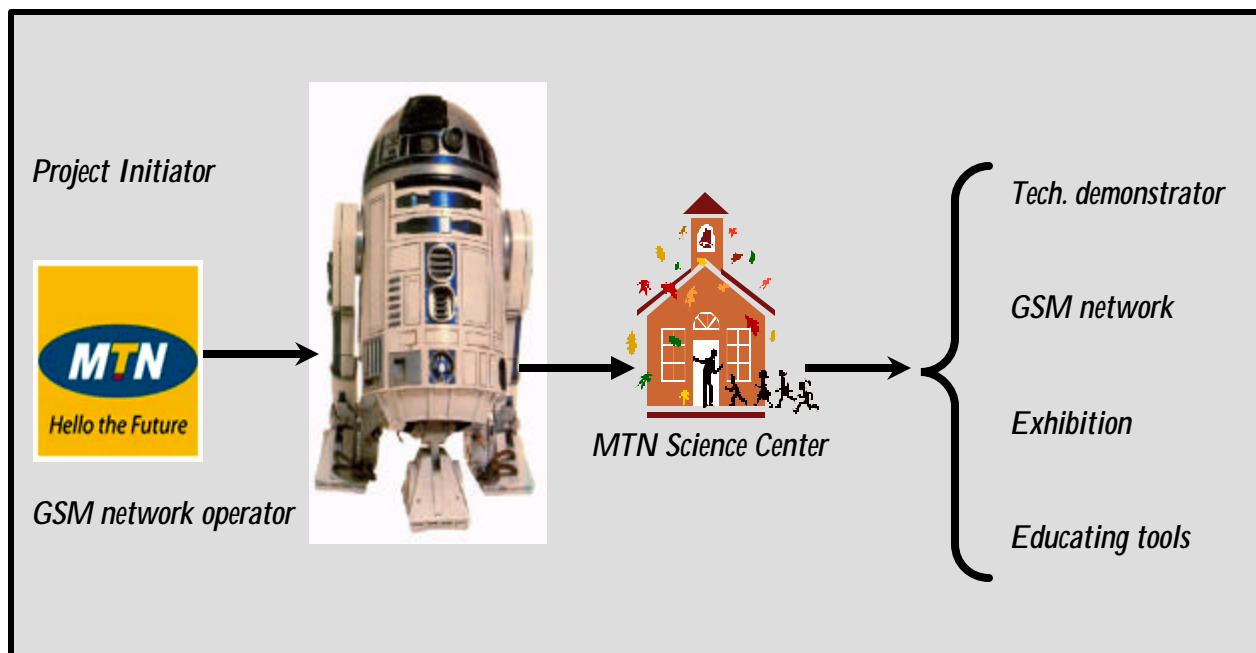 Project Initiator
MTN
Hello the Future
GSM network operator
MTN Science Center
Tech. demonstrator
GSM network
Exhibition
Educating tools